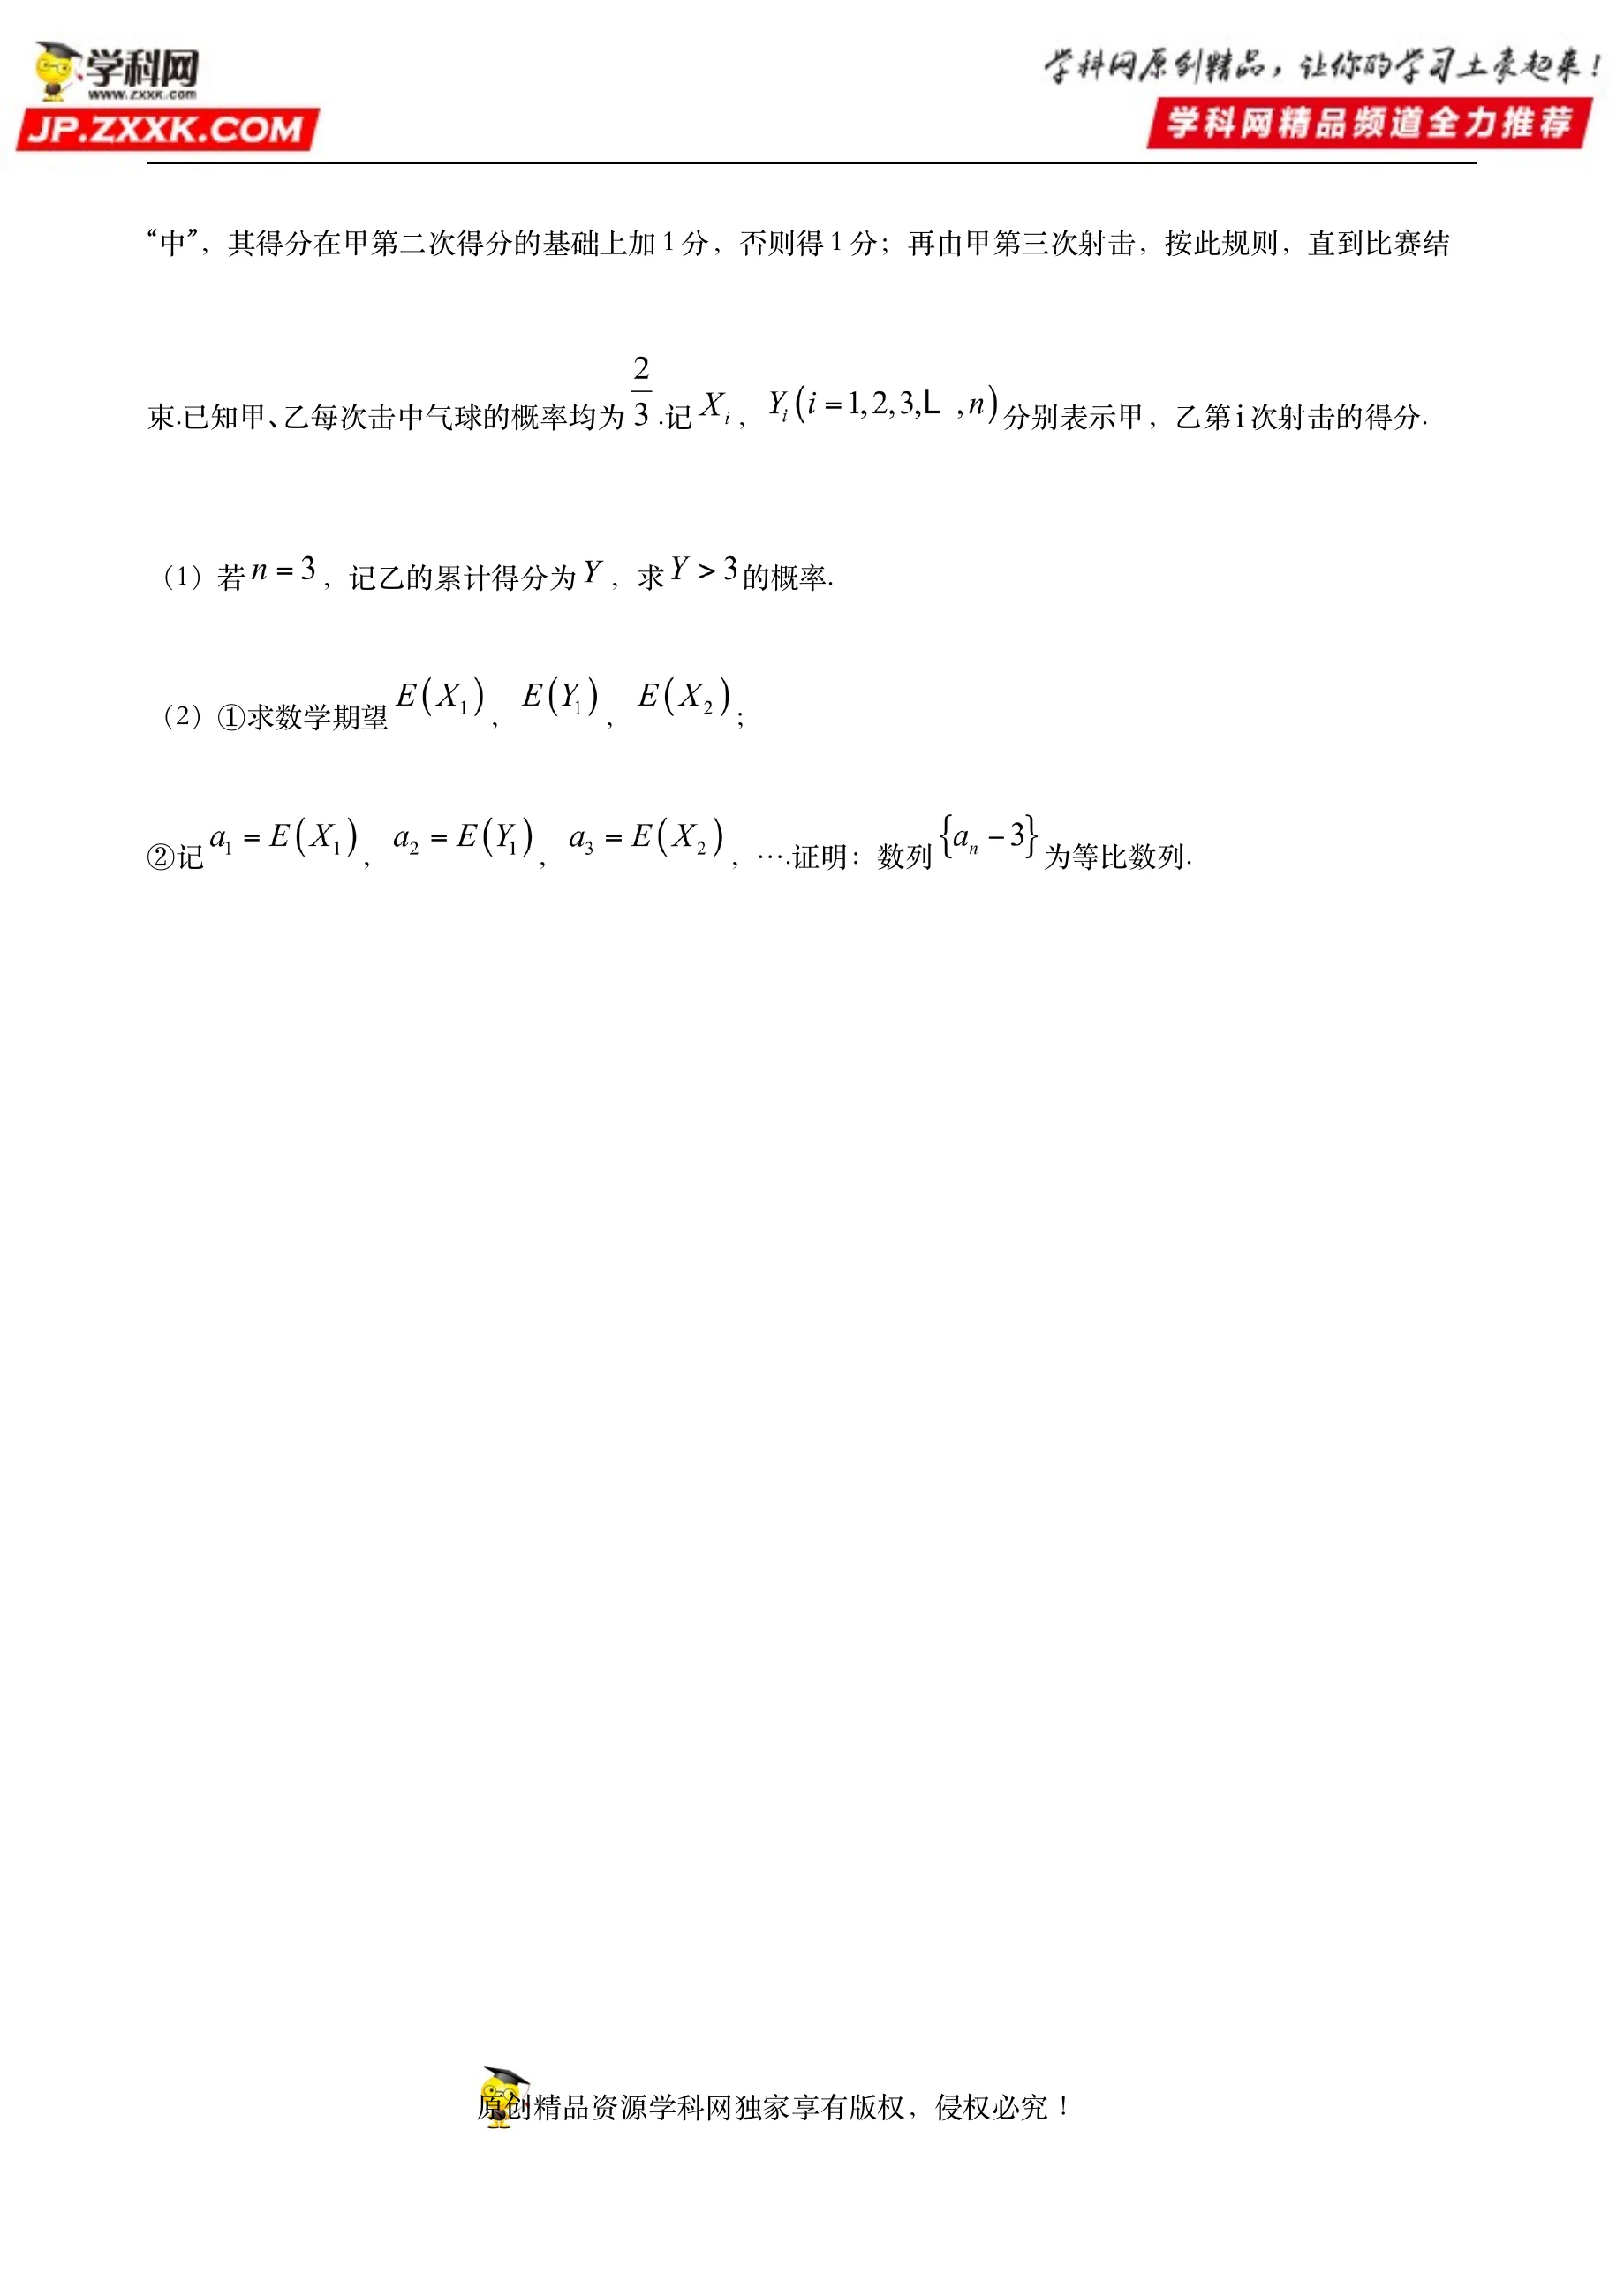 学科网
www.zxxk.com
JP.ZXXK.COM
学科网原创精品，让你的学习土豪起来！
学科网精品频道全力推荐
“中”，其得分在甲第二次得分的基础上加 1 分，否则得 1 分；再由甲第三次射击，按此规则，直到比赛结
束.已知甲、乙每次击中气球的概率均为 2/3 .记 X_i ， Y_i (i = 1, 2, 3, L , n) 分别表示甲，乙第 i 次射击的得分.
（1）若 n = 3 ，记乙的累计得分为 Y ，求 Y > 3 的概率.
（2）①求数学期望 E(X_1) ， E(Y_1) ， E(X_2) ；
②记 a_1 = E(X_1) ， a_2 = E(Y_1) ， a_3 = E(X_2) ，….证明：数列 {a_n − 3} 为等比数列.
原创精品资源学科网独家享有版权，侵权必究！